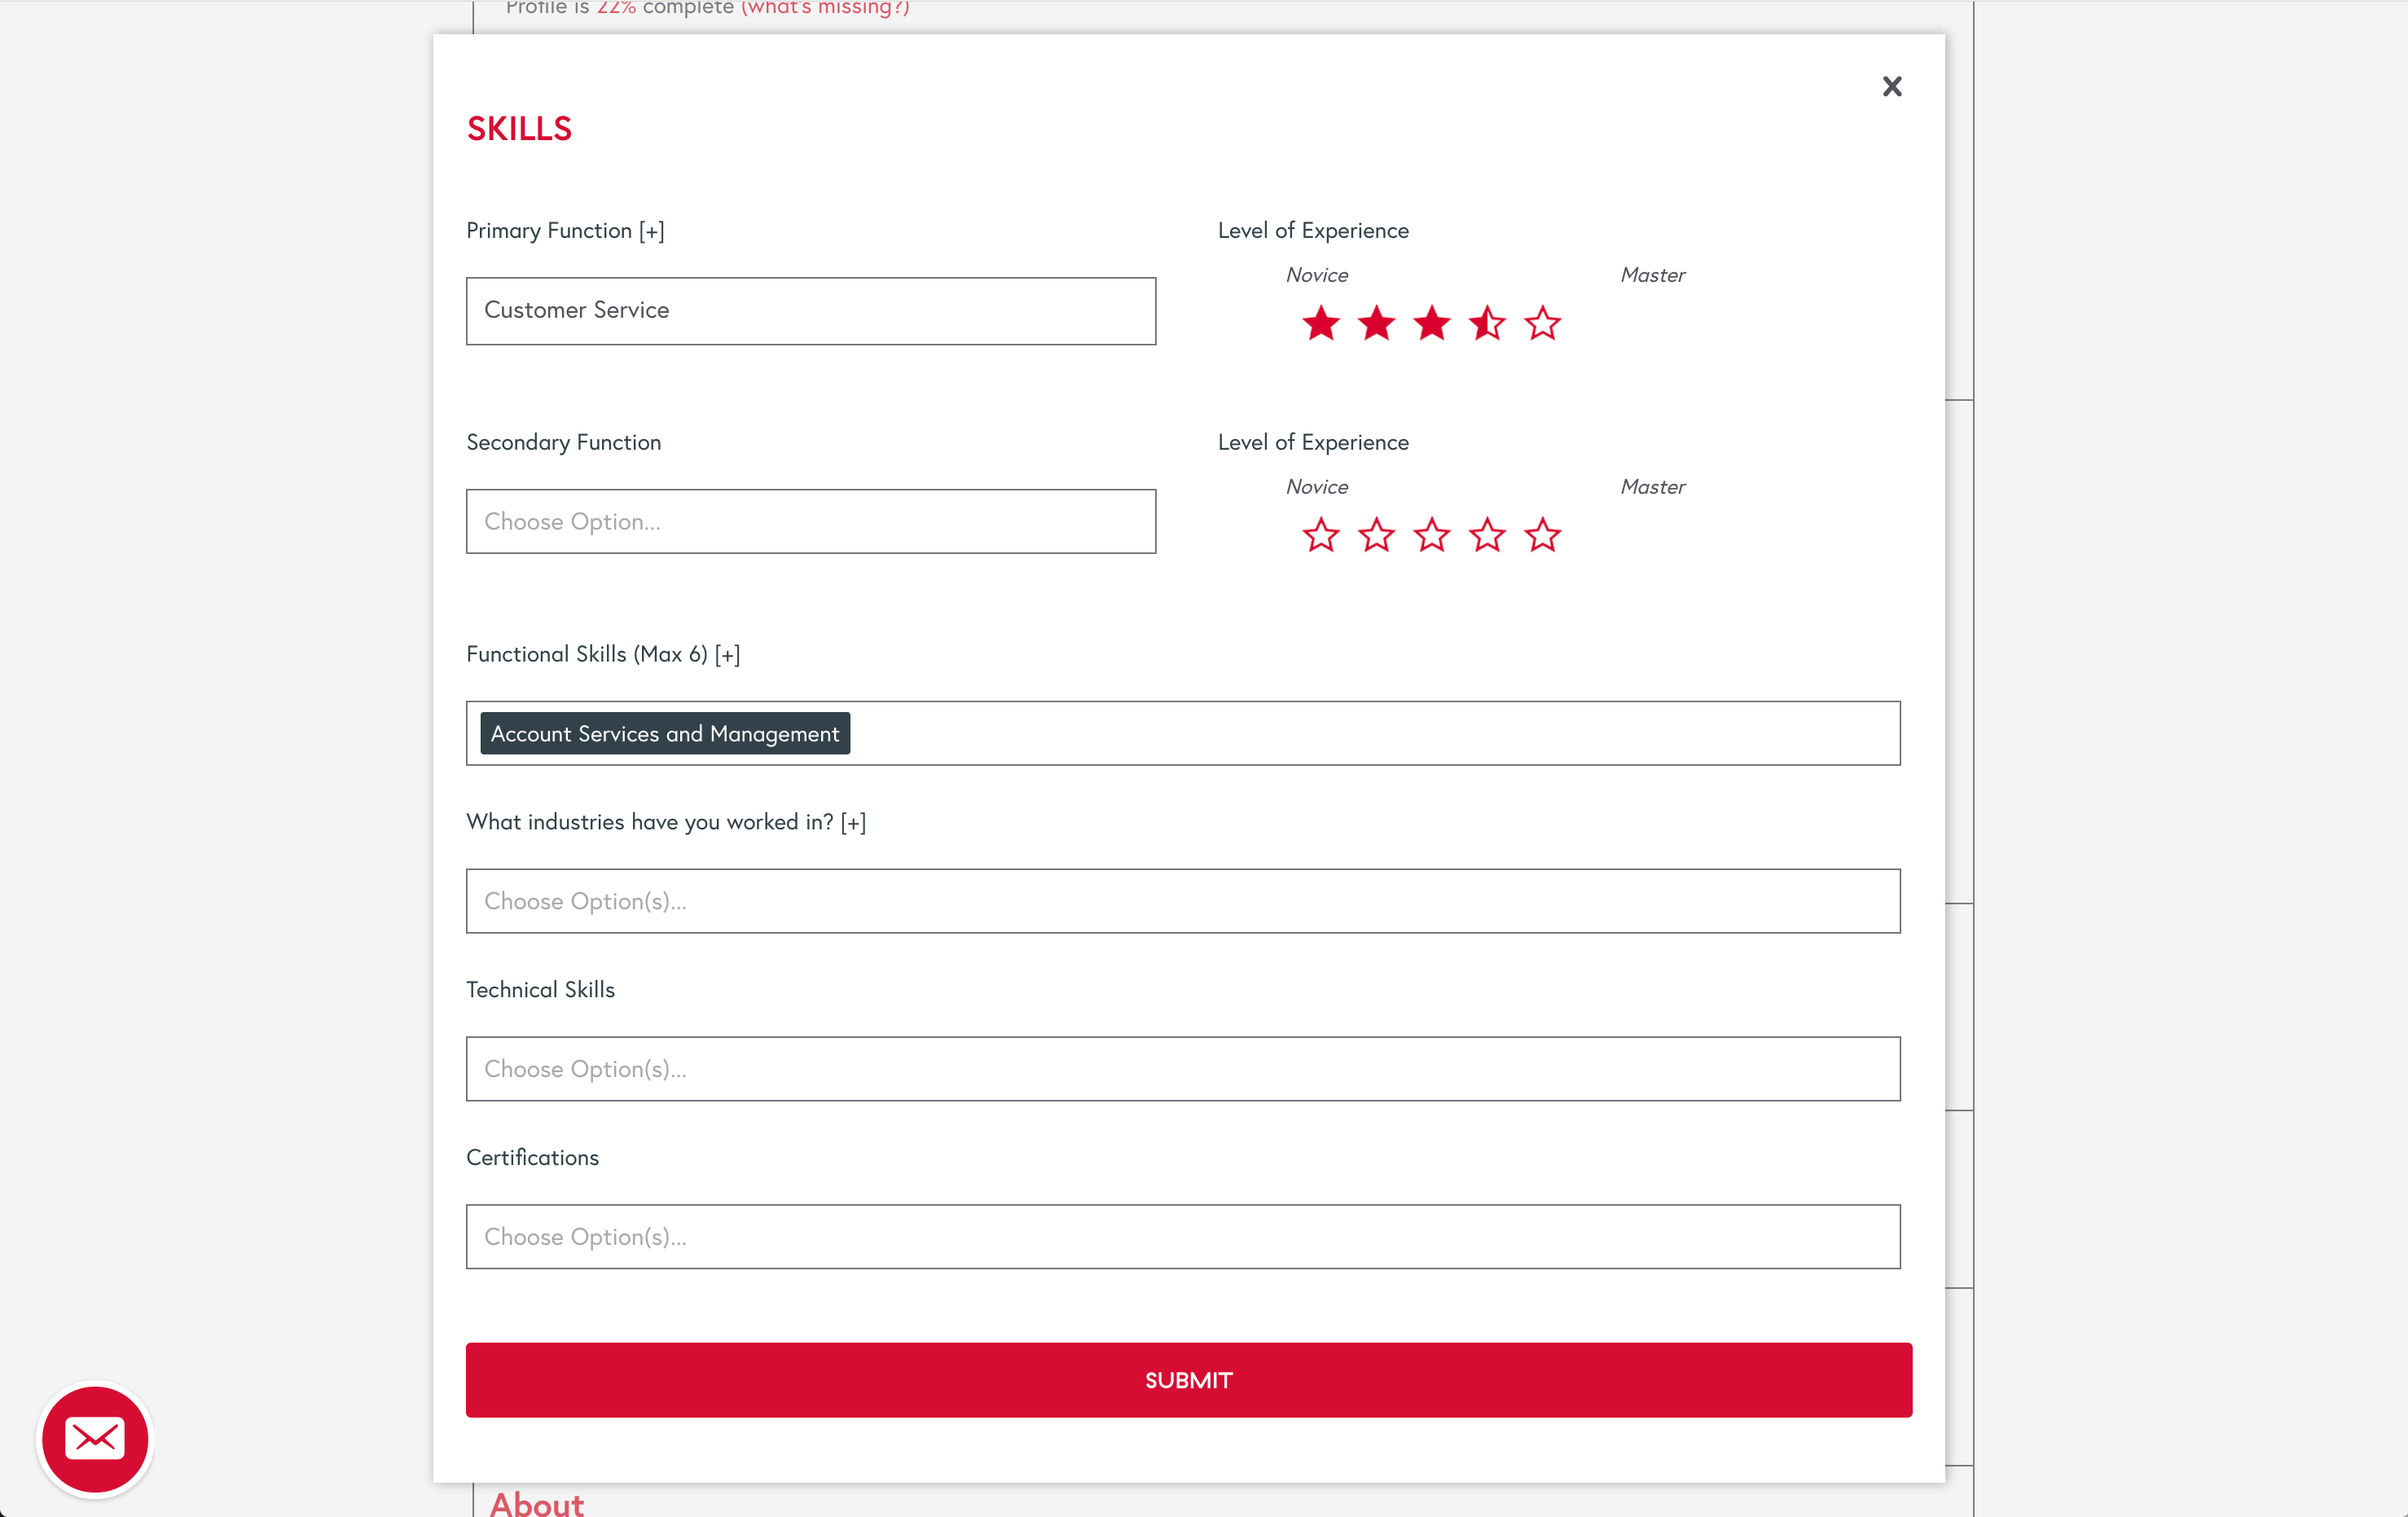 Profile is 22% complete (what's missing?)
SKILLS
Primary Function [+]
Level of Experience
Novice
Master
Customer Service
Secondary Function
Level of Experience
Novice
Master
Choose Option...
Functional Skills (Max 6) [+]
Account Services and Management
What industries have you worked in? [+]
Choose Option(s)...
Technical Skills
Choose Option(s)...
Certifications
Choose Option(s)...
SUBMIT
About